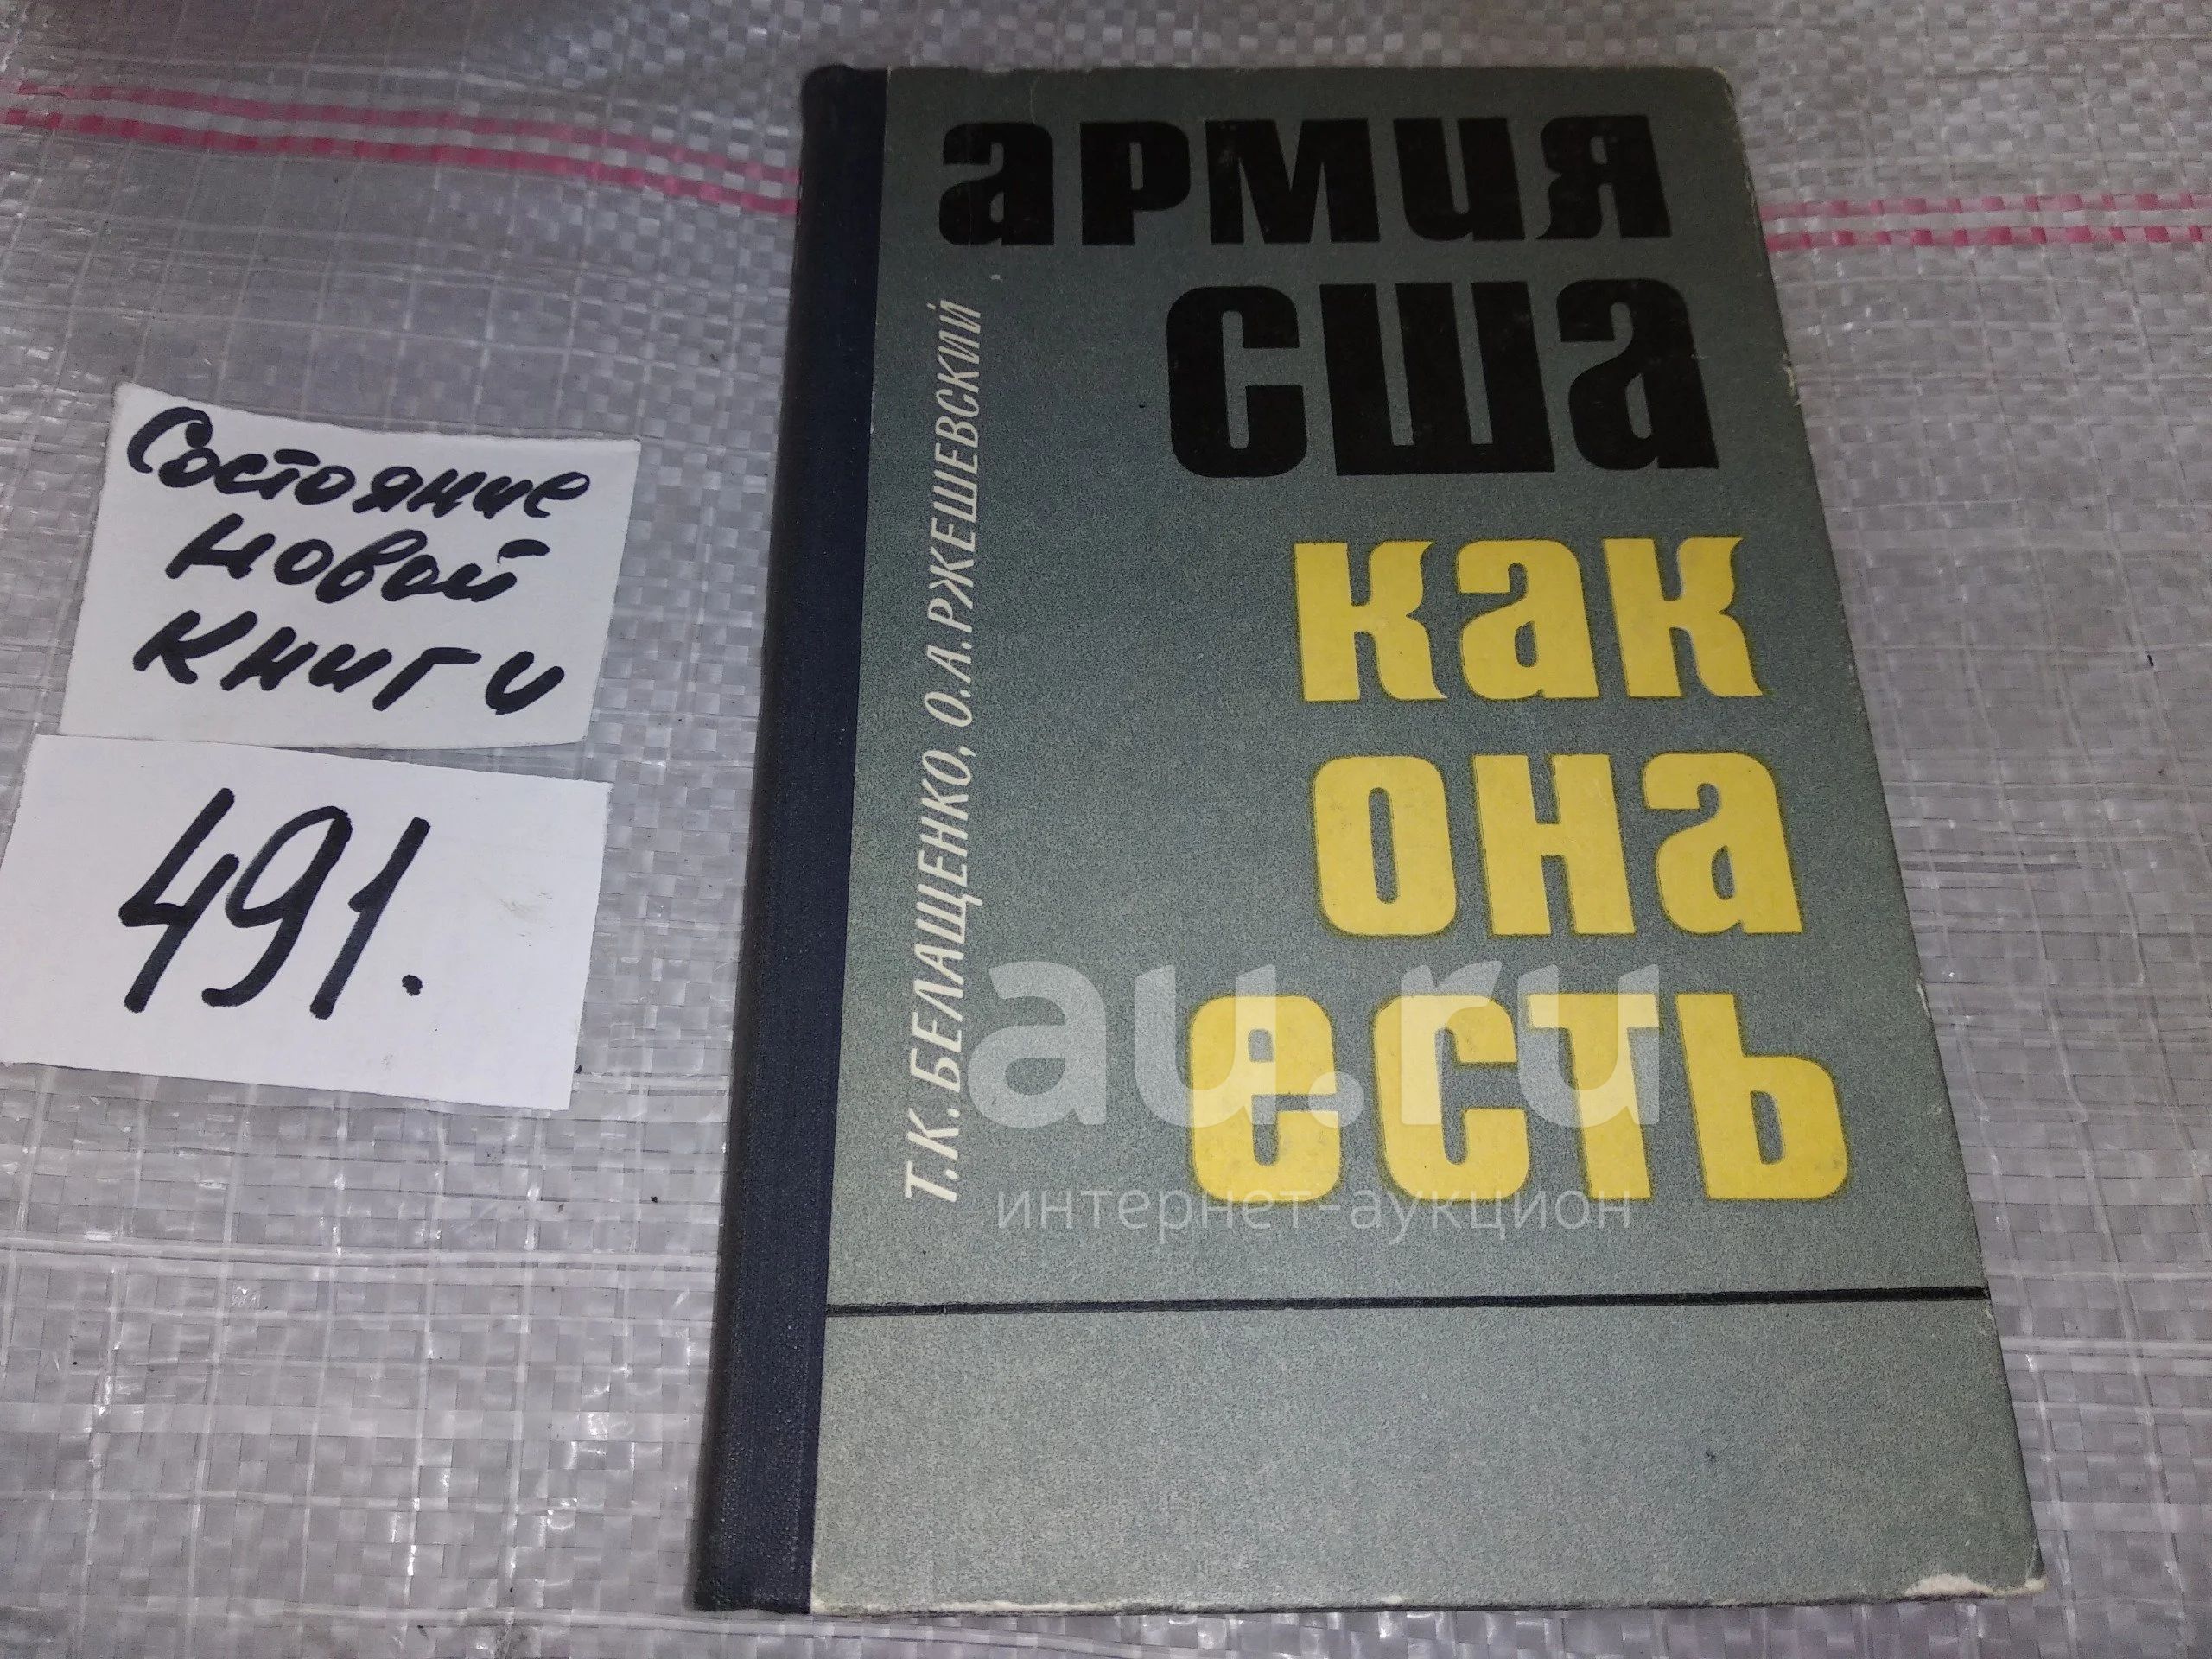 Состояние
новой
книги
491.
Т.К.БЕЛАЩЕНКО, О.А.РЖЕШЕВСКИЙ
армия
сша
как
она
есть
au.ru
интернет-аукцион